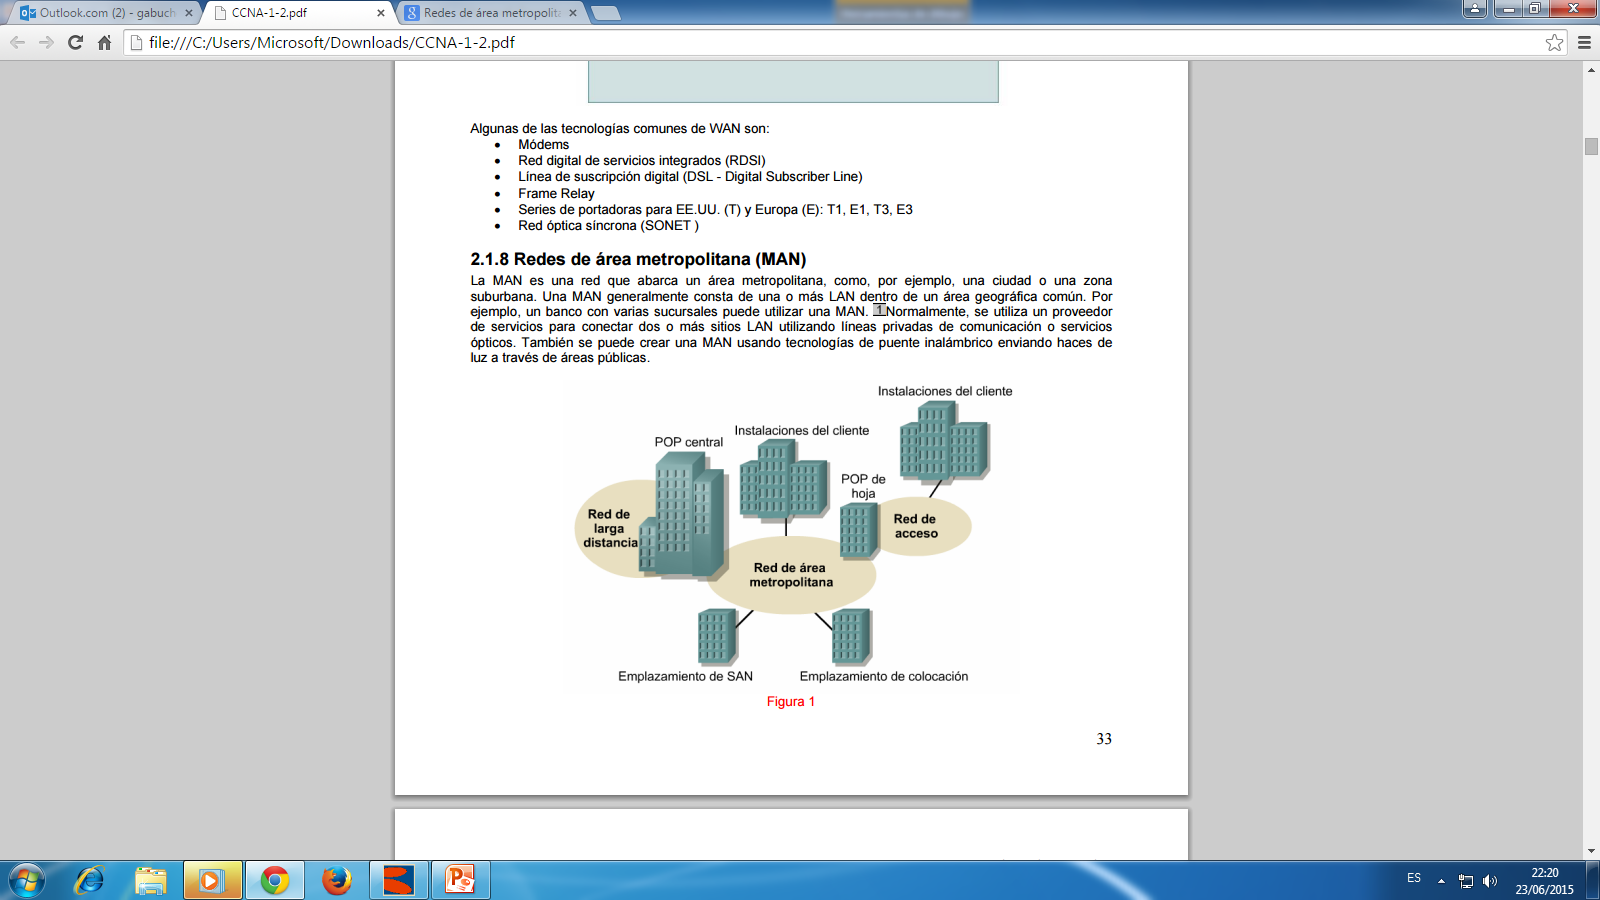 Outlook.com (2) - gabuch
CCNA-1-2.pdf
Redes de área metropolita
file:///C:/Users/Microsoft/Downloads/CCNA-1-2.pdf
Algunas de las tecnologías comunes de WAN son:
• Módems
• Red digital de servicios integrados (RDSI)
• Línea de suscripción digital (DSL - Digital Subscriber Line)
• Frame Relay
• Series de portadoras para EE.UU. (T) y Europa (E): T1, E1, T3, E3
• Red óptica síncrona (SONET )
2.1.8 Redes de área metropolitana (MAN)
La MAN es una red que abarca un área metropolitana, como, por ejemplo, una ciudad o una zona
suburbana. Una MAN generalmente consta de una o más LAN dentro de un área geográfica común. Por
ejemplo, un banco con varias sucursales puede utilizar una MAN. 1 Normalmente, se utiliza un proveedor
de servicios para conectar dos o más sitios LAN utilizando líneas privadas de comunicación o servicios
ópticos. También se puede crear una MAN usando tecnologías de puente inalámbrico enviando haces de
luz a través de áreas públicas.
Instalaciones del cliente
Instalaciones del cliente
POP central
POP de
hoja
Red de
larga
distancia
Red de
acceso
Red de área
metropolitana
Emplazamiento de SAN
Emplazamiento de colocación
Figura 1
33
ES
22:20
23/06/2015